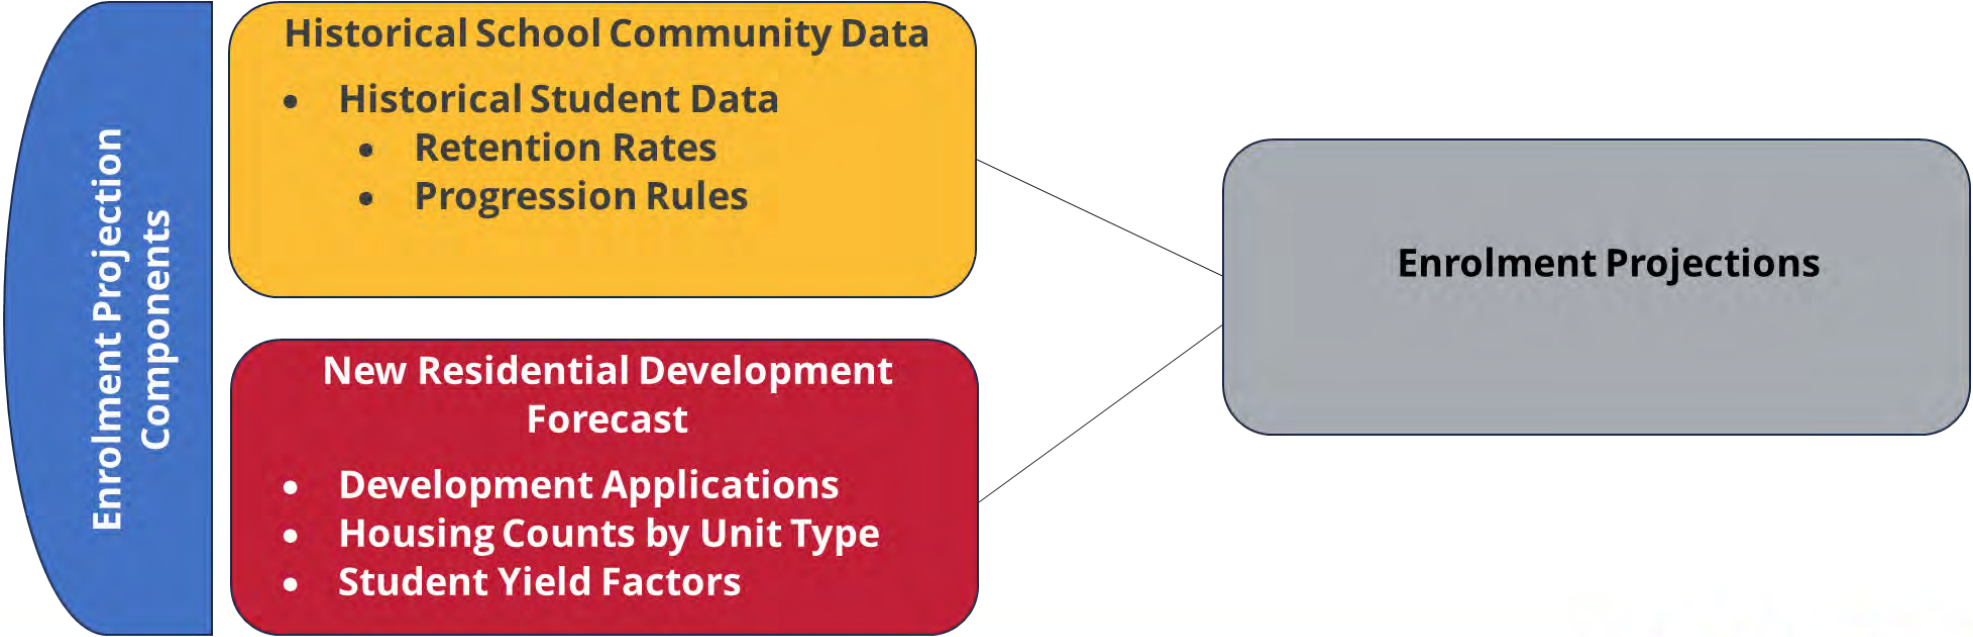 Enrolment Projection
Components
Historical School Community Data
• Historical Student Data
• Retention Rates
• Progression Rules
New Residential Development
Forecast
• Development Applications
• Housing Counts by Unit Type
• Student Yield Factors
Enrolment Projections